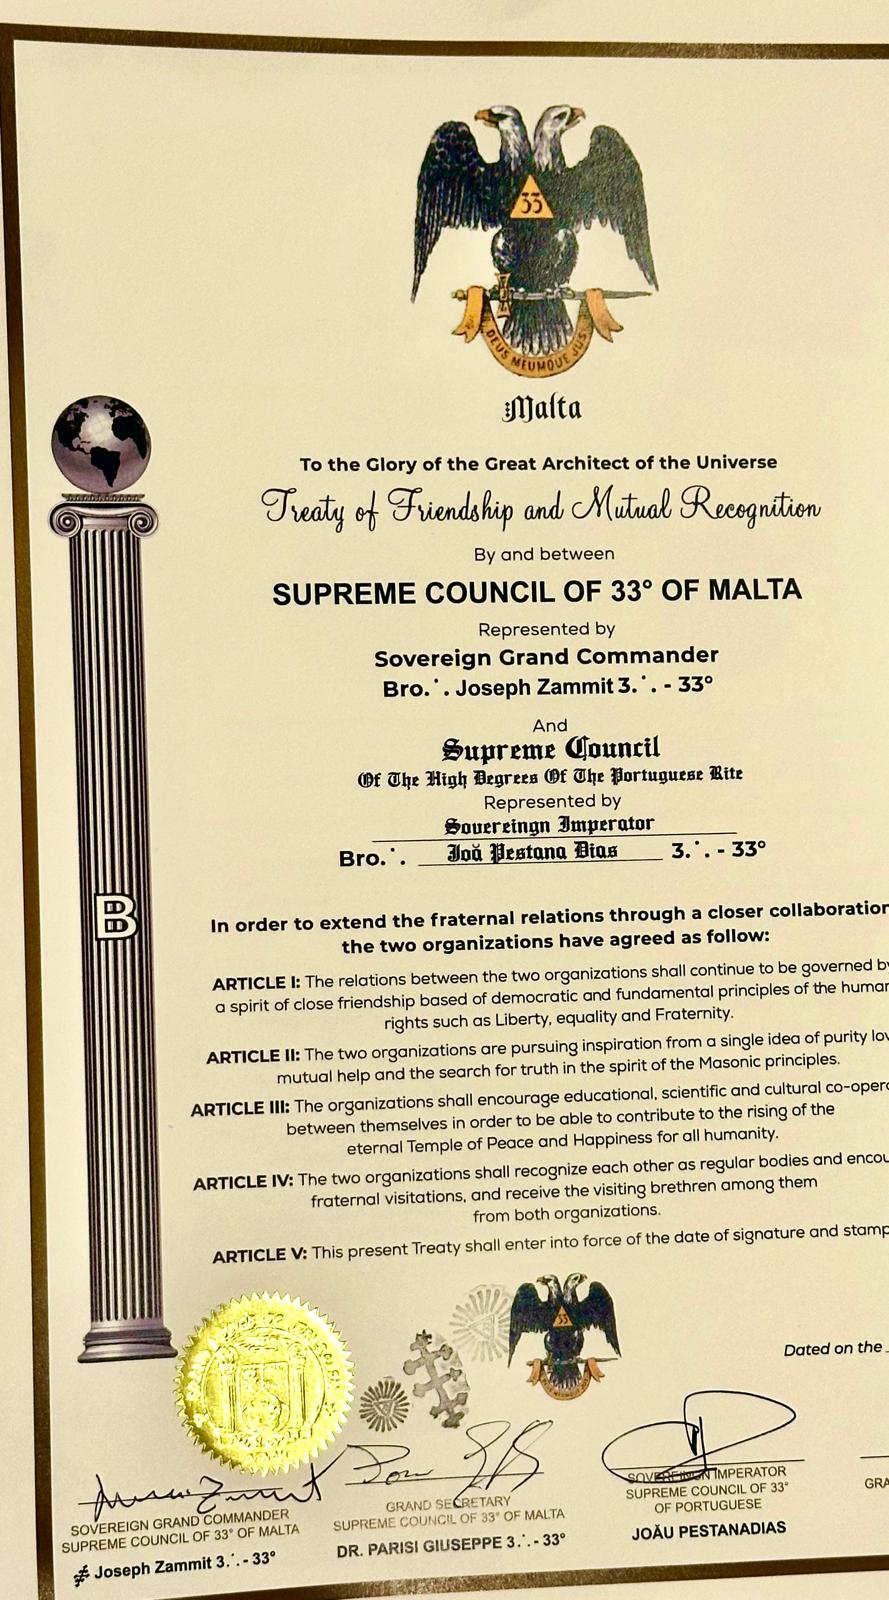 33
DEUS MEUMQUE JUS
Malta
To the Glory of the Great Architect of the Universe
Treaty of Friendship and Mutual Recognition
By and between
SUPREME COUNCIL OF 33° OF MALTA
Represented by
Sovereign Grand Commander
Bro.∴ Joseph Zammit 3.∴ - 33°
And
Supreme Council
Of The High Degrees Of The Portuguese Rite
Represented by
Sovereingn Imperator
Bro.∴ Joã Pestana Dias 3.∴ - 33°
B
In order to extend the fraternal relations through a closer collaboration
the two organizations have agreed as follow:
ARTICLE I: The relations between the two organizations shall continue to be governed by
a spirit of close friendship based of democratic and fundamental principles of the human
rights such as Liberty, equality and Fraternity.
ARTICLE II: The two organizations are pursuing inspiration from a single idea of purity lov
mutual help and the search for truth in the spirit of the Masonic principles.
ARTICLE III: The organizations shall encourage educational, scientific and cultural co-oper
between themselves in order to be able to contribute to the rising of the
eternal Temple of Peace and Happiness for all humanity.
ARTICLE IV: The two organizations shall recognize each other as regular bodies and encou
fraternal visitations, and receive the visiting brethren among them
from both organizations.
ARTICLE V: This present Treaty shall enter into force of the date of signature and stamp
33
Dated on the
SOVEREIGN GRAND COMMANDER
SUPREME COUNCIL OF 33° OF MALTA
Joseph Zammit 3.∴ - 33°
GRAND SECRETARY
SUPREME COUNCIL OF 33° OF MALTA
DR. PARISI GIUSEPPE 3.∴ - 33°
SOVEREINGN IMPERATOR
SUPREME COUNCIL OF 33°
OF PORTUGUESE
JOÃU PESTANADIAS
GRA